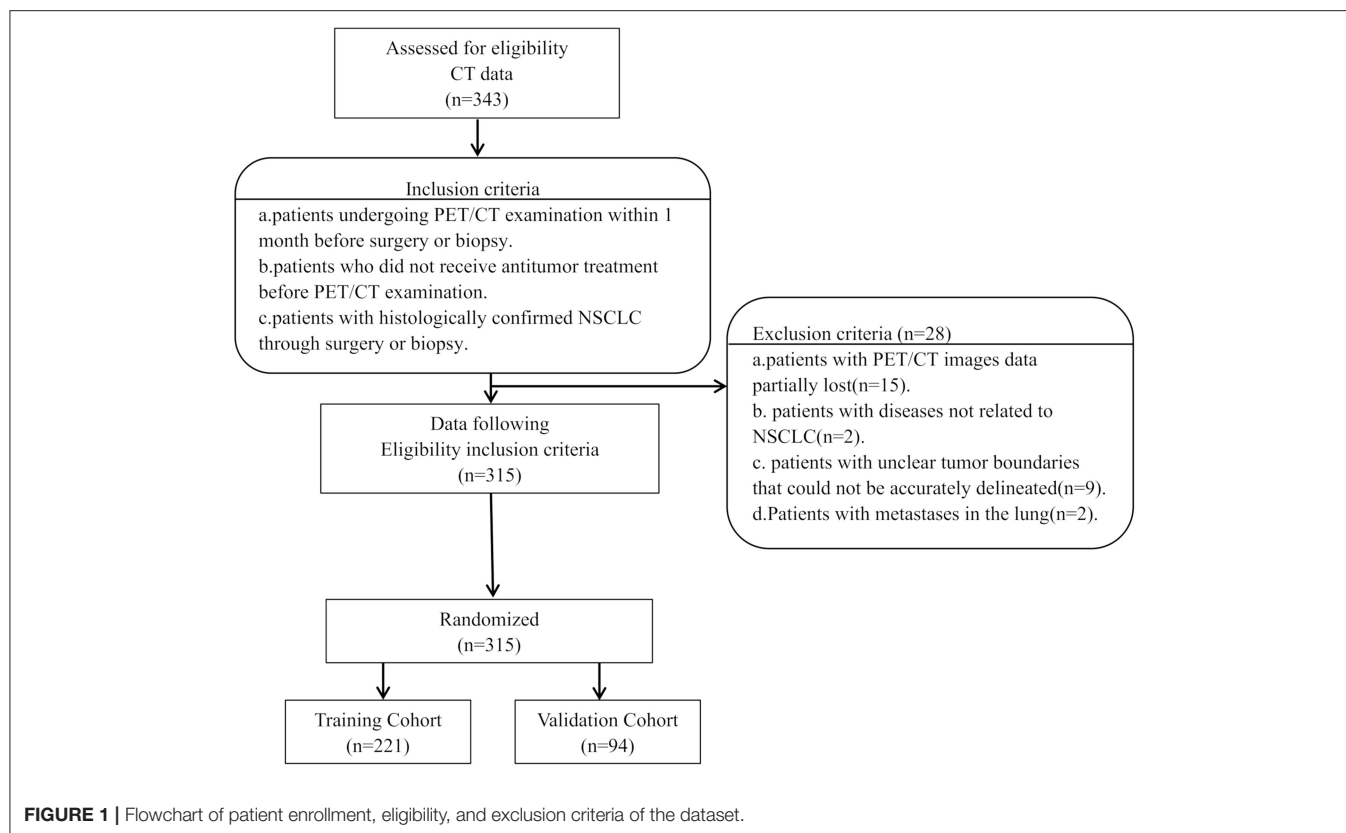 Assessed for eligibility
CT data
(n=343)
Inclusion criteria
a.patients undergoing PET/CT examination within 1
month before surgery or biopsy.
b.patients who did not receive antitumor treatment
before PET/CT examination.
c.patients with histologically confirmed NSCLC
through surgery or biopsy.
Exclusion criteria (n=28)
a.patients with PET/CT images data
partially lost(n=15).
b. patients with diseases not related to
NSCLC(n=2).
c. patients with unclear tumor boundaries
that could not be accurately delineated(n=9).
d.Patients with metastases in the lung(n=2).
Data following
Eligibility inclusion criteria
(n=315)
Randomized
(n=315)
Training Cohort
(n=221)
Validation Cohort
(n=94)
FIGURE 1 | Flowchart of patient enrollment, eligibility, and exclusion criteria of the dataset.